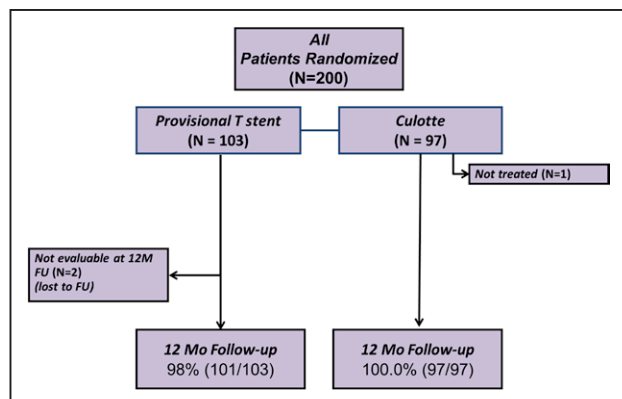 All
Patients Randomized
(N=200)
Provisional T stent
(N = 103)
Culotte
(N = 97)
Not treated (N=1)
Not evaluable at 12M
FU (N=2)
(lost to FU)
12 Mo Follow-up
98% (101/103)
12 Mo Follow-up
100.0% (97/97)